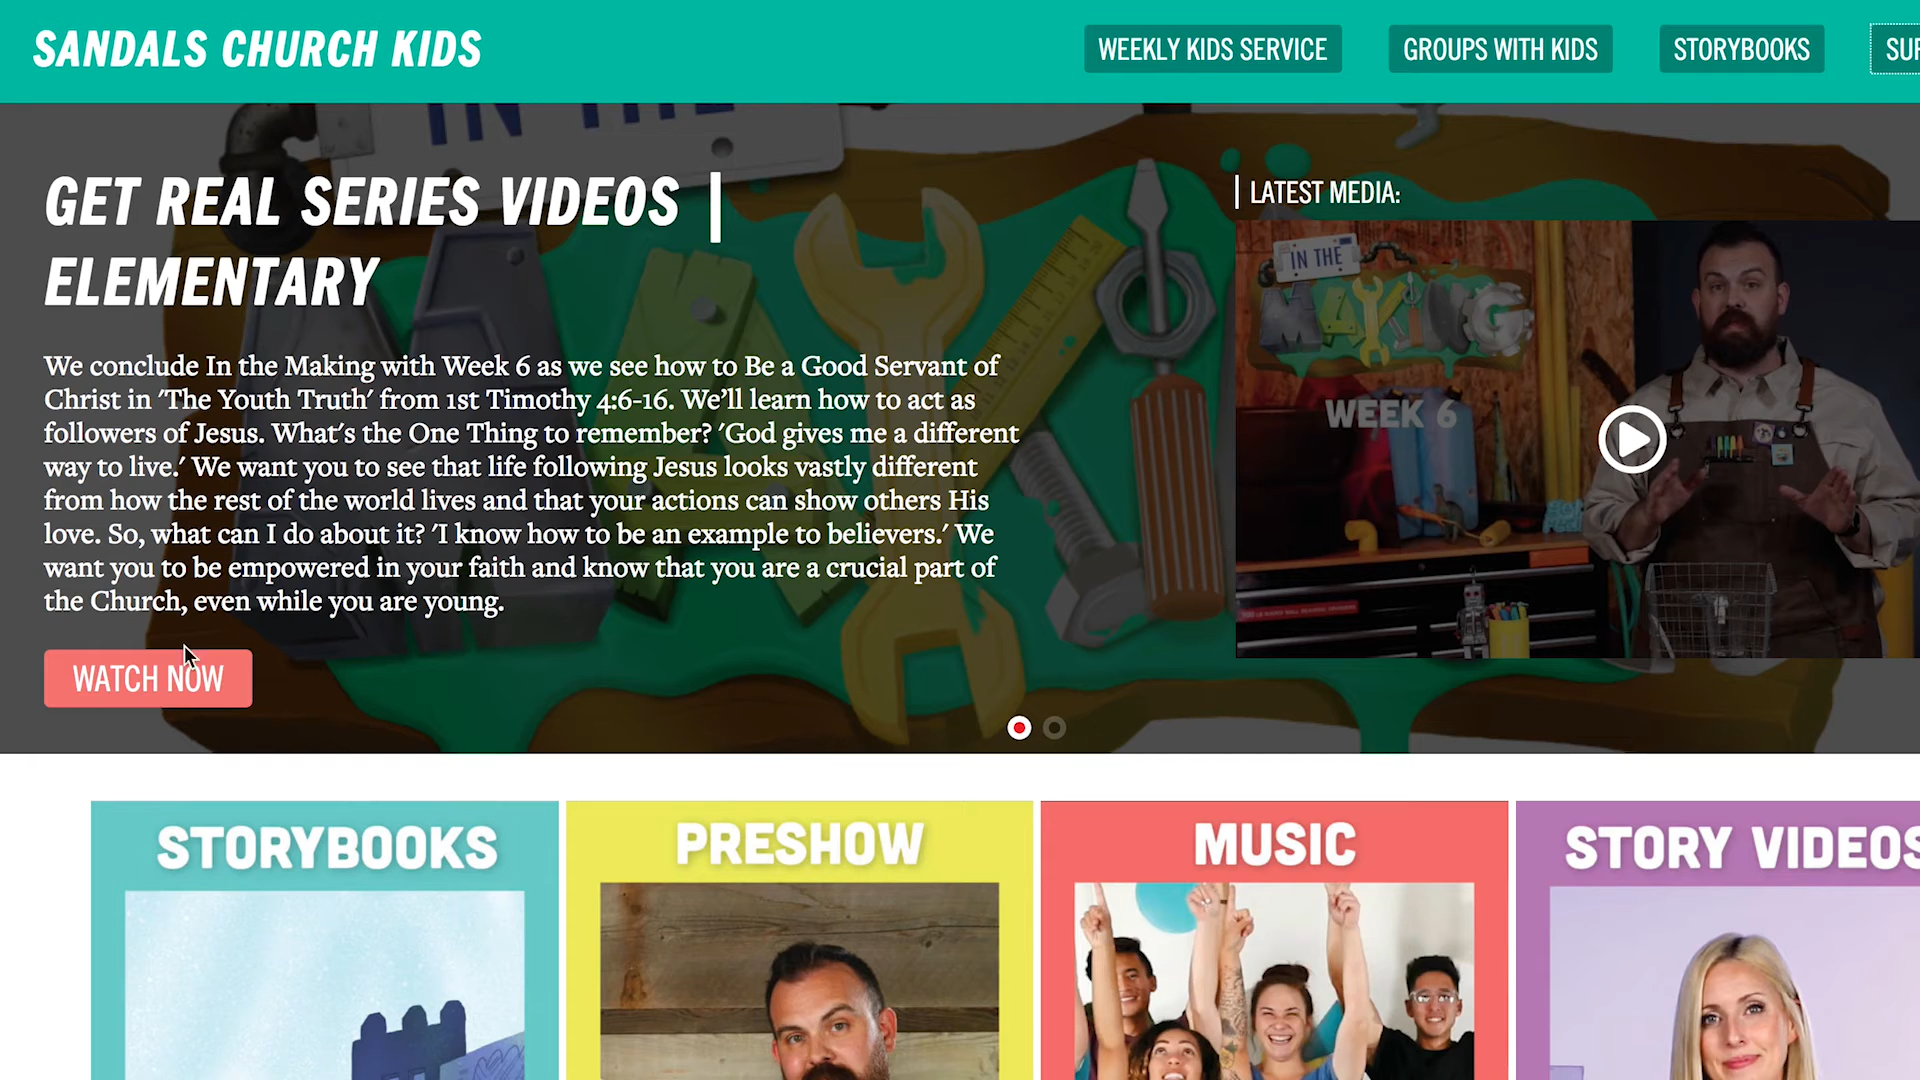 SANDALS CHURCH KIDS
WEEKLY KIDS SERVICE
GROUPS WITH KIDS
STORYBOOKS
IN THE
GET REAL SERIES VIDEOS |
ELEMENTARY
We conclude In the Making with Week 6 as we see how to Be a Good Servant of
Christ in 'The Youth Truth' from 1st Timothy 4:6-16. We'll learn how to act as
followers of Jesus. What's the One Thing to remember? 'God gives me a different
way to live.' We want you to see that life following Jesus looks vastly different
from how the rest of the world lives and that your actions can show others His
love. So, what can I do about it? 'I know how to be an example to believers.' We
want you to be empowered in your faith and know that you are a crucial part of
the Church, even while you are young.
WATCH NOW
LATEST MEDIA:
IN THE
MAKING
WEEK 6
STORYBOOKS
PRESHOW
MUSIC
STORY VIDEOS